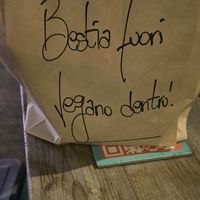 Bestia fuori
Vegano dentro!